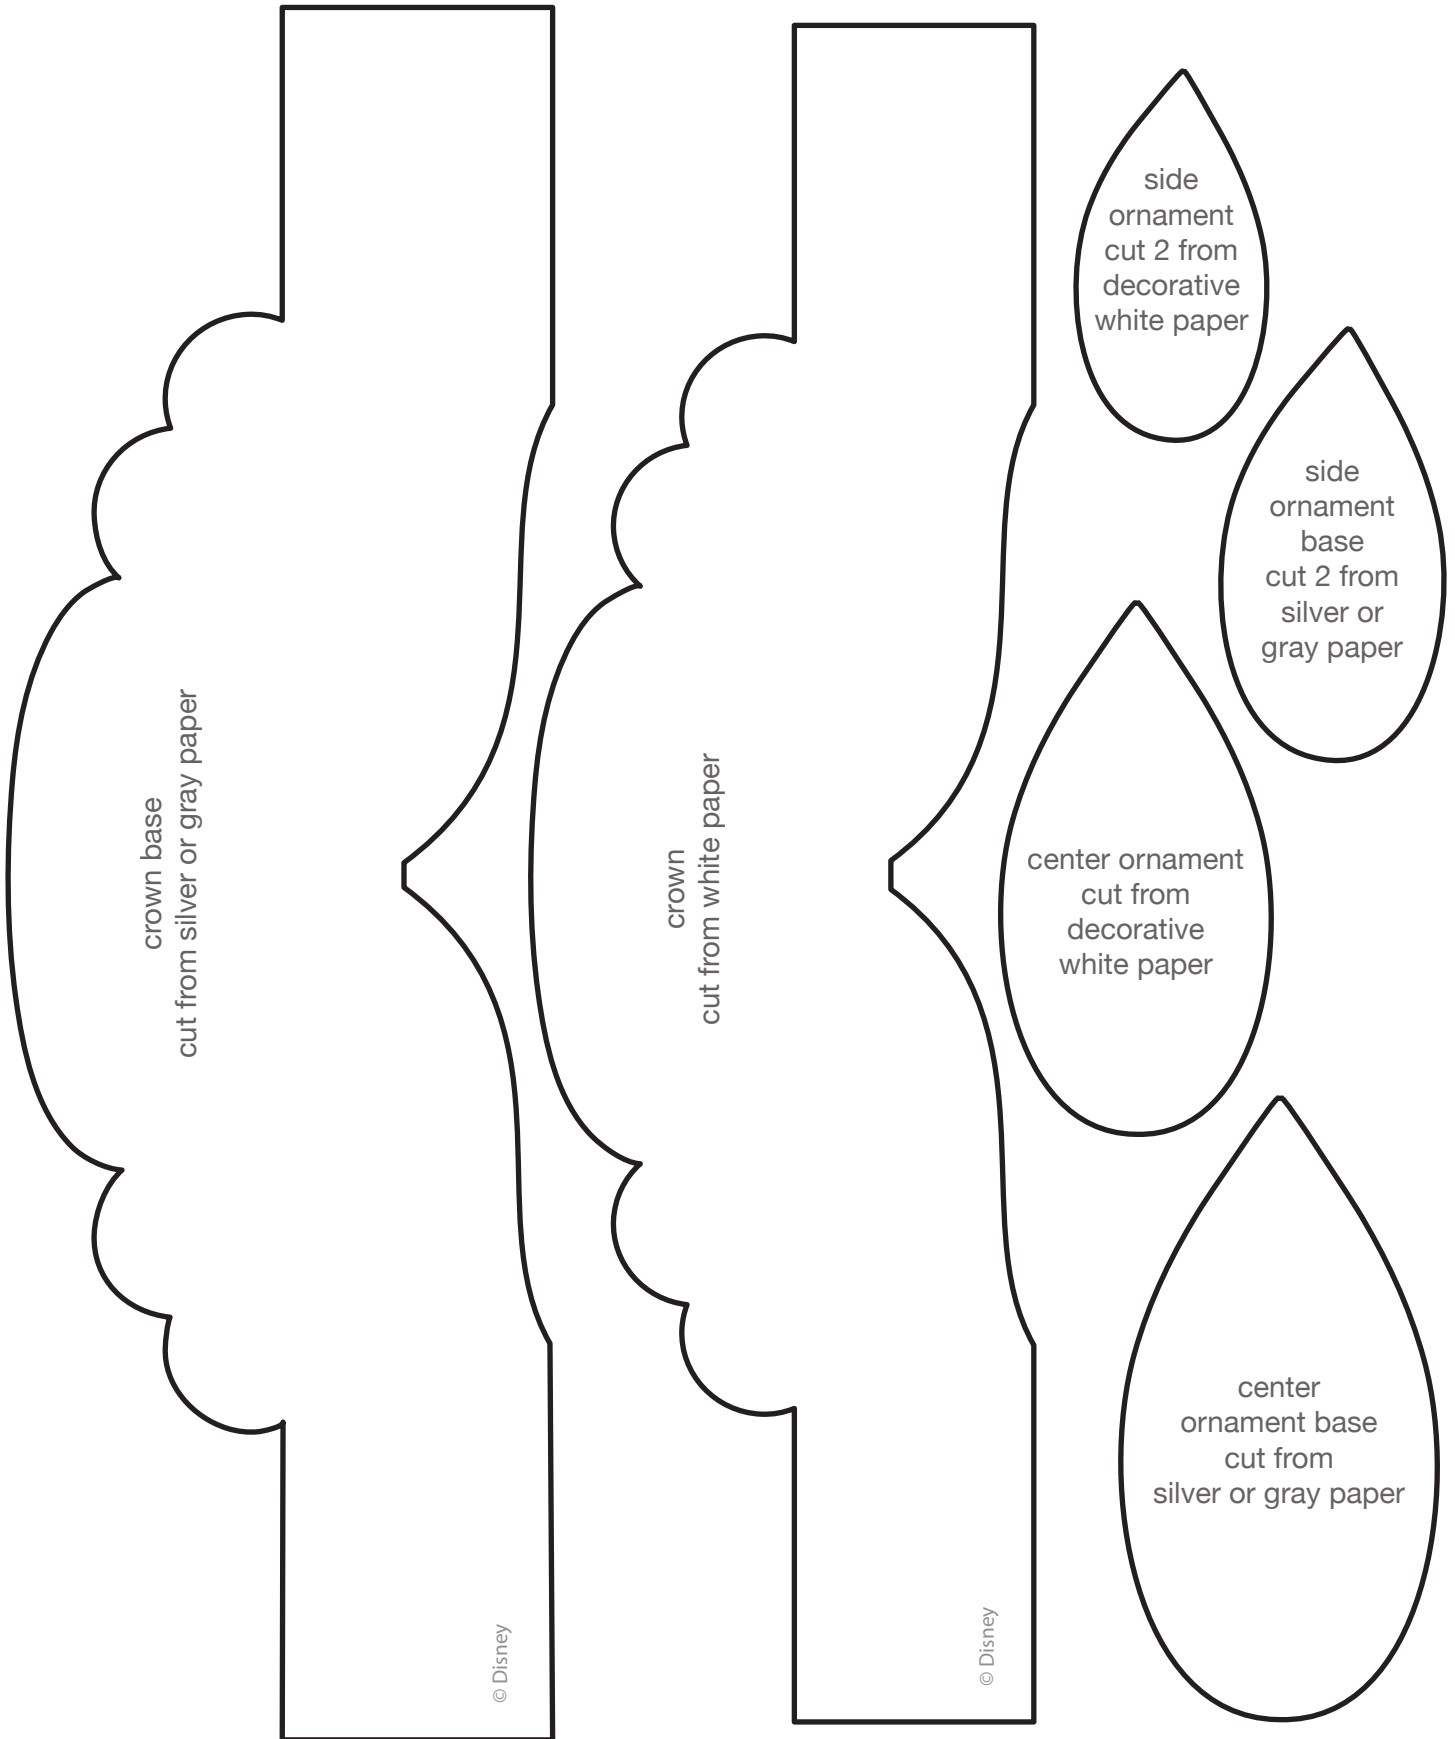 crown base
cut from silver or gray paper
© Disney
crown
cut from white paper
© Disney
side
ornament
cut 2 from
decorative
white paper
side
ornament
base
cut 2 from
silver or
gray paper
center ornament
cut from
decorative
white paper
center
ornament base
cut from
silver or gray paper